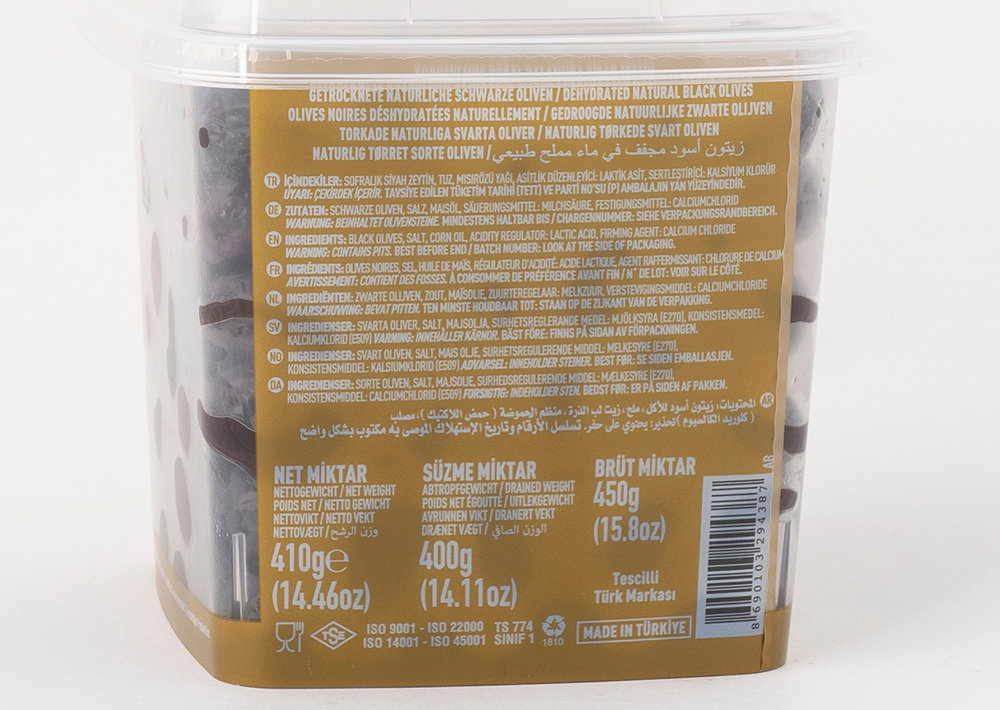 GETROCKNETE NATÜRLICHE SCHWARZE OLIVEN / DEHYDRATED NATURAL BLACK OLIVES
OLIVES NOIRES DÉSHYDRATÉES NATURELLEMENT / GEDROOGDE NATUURLIJKE ZWARTE OLIJVEN
TORKADE NATURLIGA SVARTA OLIVER / NATURLIG TØRKEDE SVART OLIVEN
NATURLIG TØRRET SORTE OLIVEN / زيتون أسود مجفف في ماء مملح طبيعي
TR İÇİNDEKİLER: SOFRALIK SİYAH ZEYTİN, TUZ, MISIRÖZÜ YAĞI, ASİTLİK DÜZENLEYİCİ: LAKTİK ASİT, SERTLEŞTİRİCİ: KALSİYUM KLORÜR
UYARI: ÇEKİRDEK İÇERİR. TAVSİYE EDİLEN TÜKETİM TARİHİ (TETT) VE PARTİ NO'SU (P) AMBALAJIN YAN YÜZEYİNDEDİR.
DE ZUTATEN: SCHWARZE OLIVEN, SALZ, MAISÖL, SÄUERUNGSMITTEL: MILCHSÄURE, FESTIGUNGSMITTEL: CALCIUMCHLORID
WARNUNG: BEINHALTET OLIVENSTEINE. MINDESTENS HALTBAR BIS / CHARGENNUMMER: SIEHE VERPACKUNGSRANDBEREICH.
EN INGREDIENTS: BLACK OLIVES, SALT, CORN OIL, ACIDITY REGULATOR: LACTIC ACID, FIRMING AGENT: CALCIUM CHLORIDE
WARNING: CONTAINS PITS. BEST BEFORE END / BATCH NUMBER: LOOK AT THE SIDE OF PACKAGING.
FR INGRÉDIENTS: OLIVES NOIRES, SEL, HUILE DE MAÏS, RÉGULATEUR D'ACIDITÉ: ACIDE LACTIQUE, AGENT RAFFERMISSANT: CHLORURE DE CALCIUM
AVERTISSEMENT: CONTIENT DES FOSSES. À CONSOMMER DE PRÉFÉRENCE AVANT FIN / N° DE LOT: VOIR SUR LE CÔTÉ.
NL INGREDIËNTEN: ZWARTE OLIJVEN, ZOUT, MAÏSOLIE, ZUURTEREGELAAR: MELKZUUR, VERSTEVIGINGSMIDDEL: CALCIUMCHLORIDE
WAARSCHUWING: BEVAT PITTEN. TEN MINSTE HOUDBAAR TOT: STAAN OP DE ZIJKANT VAN DE VERPAKKING.
SV INGREDIENSER: SVARTA OLIVER, SALT, MAJSOLJA, SURHETSREGLERANDE MEDEL: MJÖLKSYRA (E270), KONSISTENSMEDEL:
KALCIUMKLORID (E509) VARNING: INNEHÅLLER KÄRNOR. BÄST FÖRE: FINNS PÅ SIDAN AV FÖRPACKNINGEN.
NO INGREDIENSER: SVART OLIVEN, SALT, MAIS OLJE, SURHETSREGULERENDE MIDDEL: MELKESYRE (E270),
KONSISTENSMIDDEL: KALSIUMKLORID (E509) ADVARSEL: INNEHOLDER STEINER. BEST FØR: SE SIDEN EMBALLASJEN.
DA INGREDIENSER: SORTE OLIVEN, SALT, MAJSOLIE, SURHEDSREGULERENDE MIDDEL: MÆLKESYRE (E270),
KONSISTENSMIDDEL: CALCIUMCHLORID (E509) FORSIGTIG: INDEHOLDER STEN. BEDST FØR: ER PÅ SIDEN AF PAKKEN.
AR المحتويات: زيتون أسود للأكل، ملح، زيت لب الذرة، منظم الحموضة ( حمض اللاكتيك )، مصلب
( كلوريد الكالسيوم ) تحذير: يحتوي على حفر. تسلسل الأرقام وتاريخ الإستهلاك الموصى به مكتوب بشكل واضح
NET MİKTAR
NETTOGEWICHT / NET WEIGHT
POIDS NET / NETTO GEWICHT
NETTOVIKT / NETTO VEKT
NETTOVÆGT / وزن الرشح
410g℮
(14.46oz)
SÜZME MİKTAR
ABTROPFGEWICHT / DRAINED WEIGHT
POIDS NET ÉGOUTTÉ / UITLEKGEWICHT
AVRUNNEN VIKT / DRANERT VEKT
DRÆNET VÆGT / الوزن الصافي
400g
(14.11oz)
BRÜT MİKTAR
450g
(15.8oz)
Tescilli
Türk Markası
AB
8 690103 294387
TSE
ISO 9001 - ISO 22000 TS 774
ISO 14001 - ISO 45001 SINIF 1
1810
MADE IN TÜRKİYE